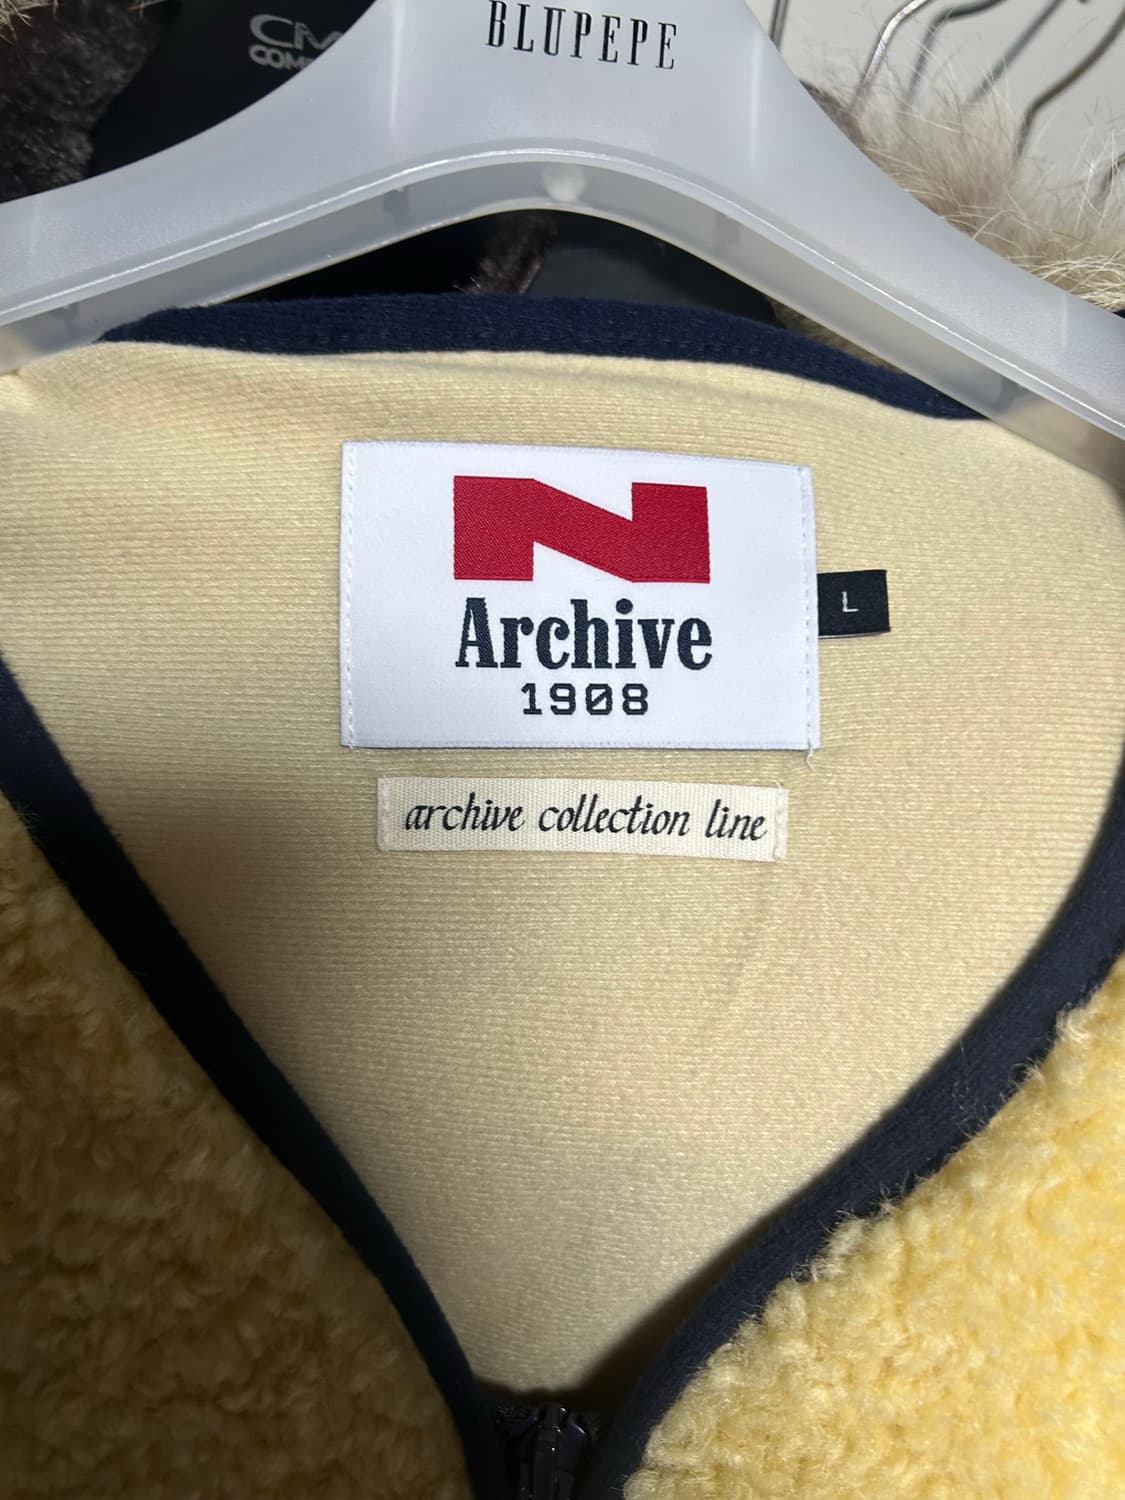 BLUPEPE
N
Archive
1908
L
archive collection line